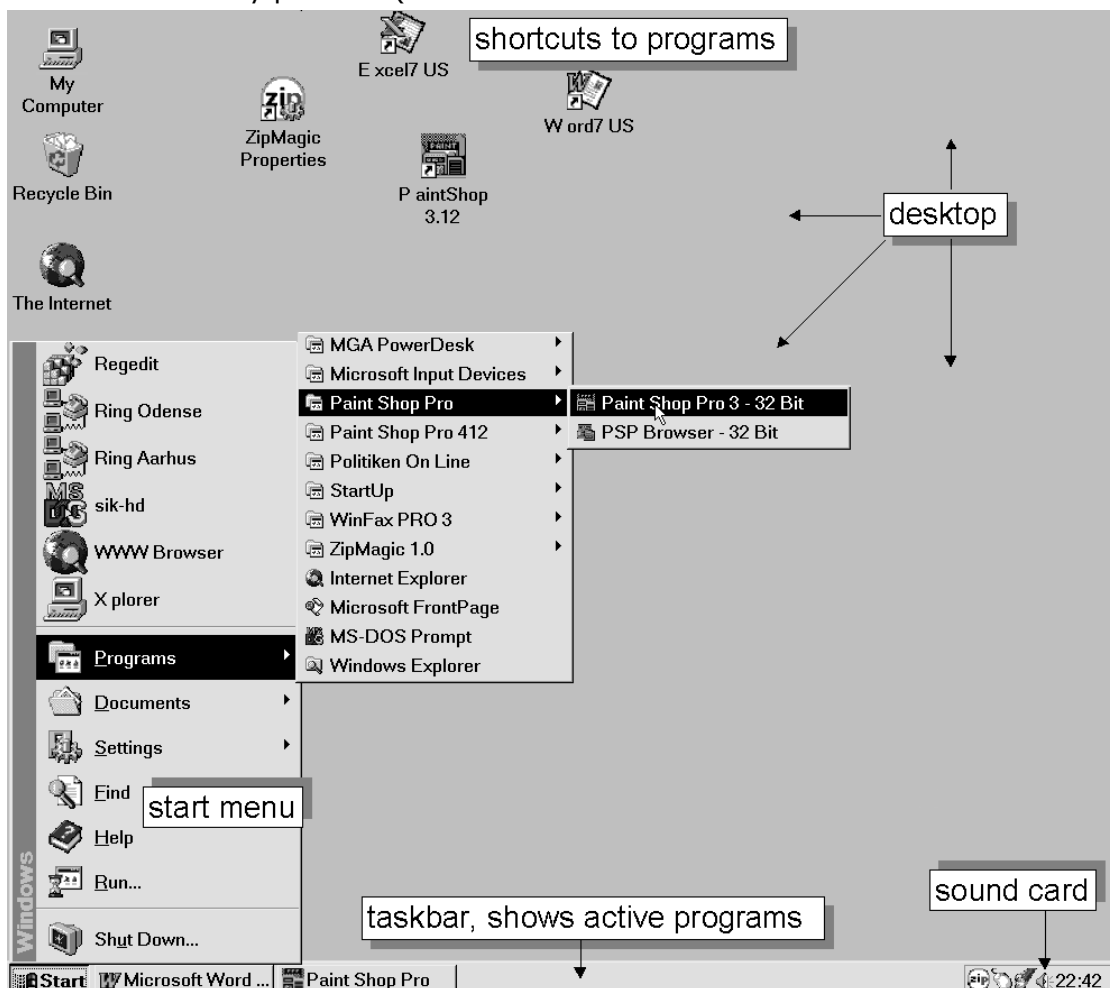 shortcuts to programs
My
Computer
E xcel7 US
ZipMagic
Properties
W ord7 US
Recycle Bin
P aintShop
3.12
desktop
The Internet
Regedit
Ring Odense
Ring Aarhus
sik-hd
WWW Browser
X plorer
Programs
Documents
Settings
Find
Help
Run...
Shut Down...
Windows
start menu
MGA PowerDesk
Microsoft Input Devices
Paint Shop Pro
Paint Shop Pro 412
Politiken On Line
StartUp
WinFax PRO 3
ZipMagic 1.0
Internet Explorer
Microsoft FrontPage
MS-DOS Prompt
Windows Explorer
Paint Shop Pro 3 - 32 Bit
PSP Browser - 32 Bit
taskbar, shows active programs
sound card
Start
Microsoft Word ...
Paint Shop Pro
22:42